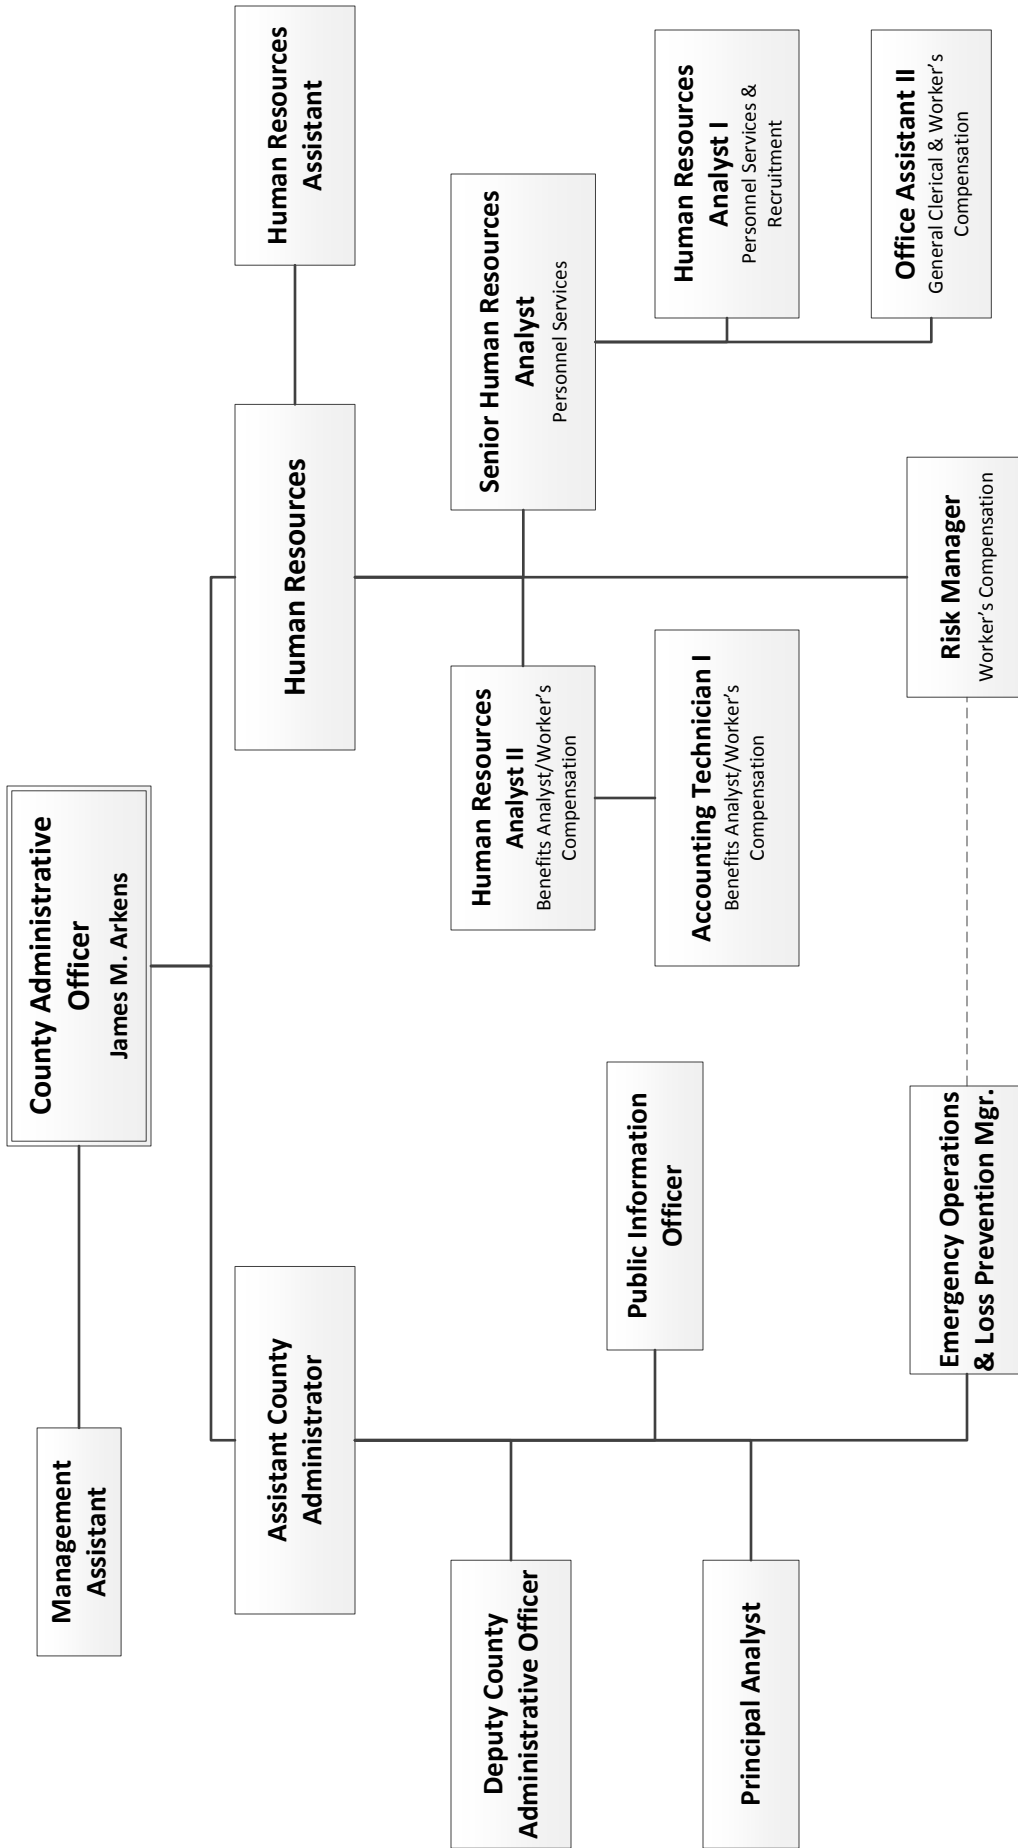 County Administrative
Officer
James M. Arkens
Management
Assistant
Assistant County
Administrator
Human Resources
Human Resources
Assistant
Deputy County
Administrative Officer
Public Information
Officer
Principal Analyst
Emergency Operations
& Loss Prevention Mgr.
Human Resources
Analyst II
Benefits Analyst/Worker's
Compensation
Accounting Technician I
Benefits Analyst/Worker's
Compensation
Senior Human Resources
Analyst
Personnel Services
Human Resources
Analyst I
Personnel Services &
Recruitment
Office Assistant II
General Clerical & Worker's
Compensation
Risk Manager
Worker's Compensation